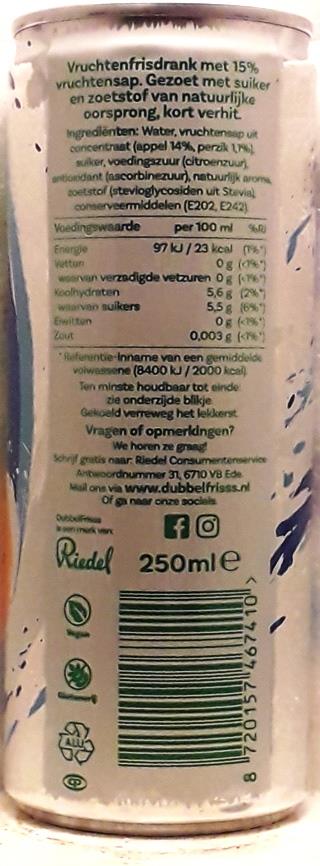 Vruchtenfrisdrank met 15%
vruchtensap. Gezoet met suiker
en zoetstof van natuurlijke
oorsprong, kort verhit.
Ingrediënten: Water, vruchtensap uit
concentraat (appel 14%, perzik 1,1%),
suiker, voedingszuur (citroenzuur),
antioxidant (ascorbinezuur), natuurlijk aroma,
zoetstof (stevioglycosiden uit Stevia),
conserveermiddelen (E202, E242).
Voedingswaarde per 100 ml %RI
Energie 97 kJ / 23 kcal (1%*)
Vetten 0 g (<1%*)
waarvan verzadigde vetzuren 0 g (<1%*)
Koolhydraten 5,6 g (2%*)
waarvan suikers 5,5 g (6%*)
Eiwitten 0 g (<1%*)
Zout 0,003 g (<1%*)
*Referentie-Inname van een gemiddelde
volwassene (8400 kJ / 2000 kcal).
Ten minste houdbaar tot einde:
zie onderzijde blikje.
Gekoeld verreweg het lekkerst.
Vragen of opmerkingen?
We horen ze graag!
Schrijf gratis naar: Riedel Consumentenservice
Antwoordnummer 31, 6710 VB Ede.
Mail ons via www.dubbelfrisss.nl
Of ga naar onze socials
DubbelFrisss
is een merk van:
Riedel
250ml e
Vegan
ALU
8 720157 467410 >